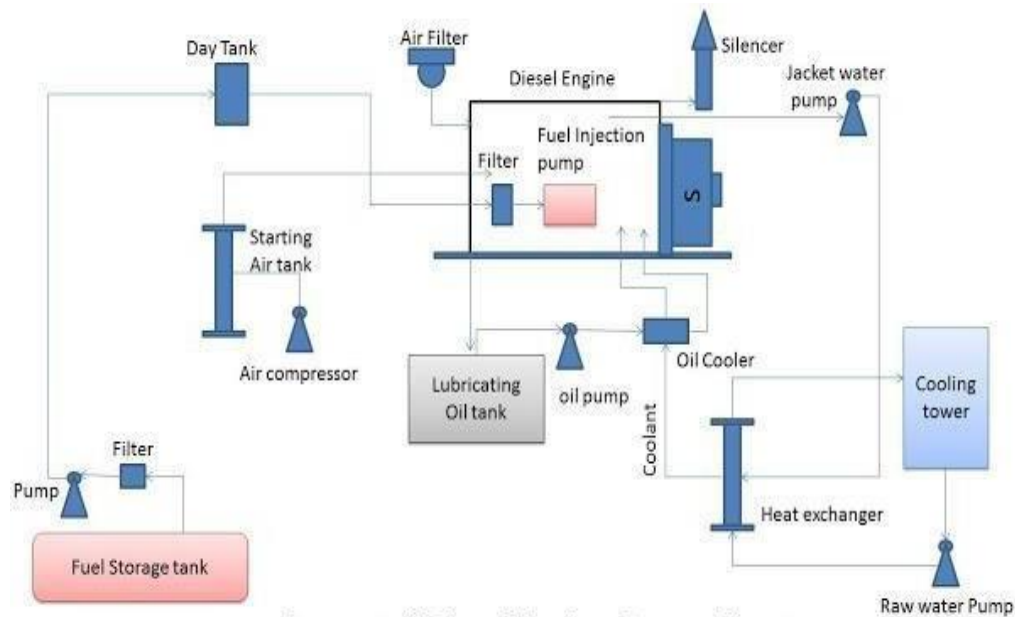 Day Tank
Air Filter
Silencer
Diesel Engine
Jacket water
pump
Fuel Injection
pump
Filter
S
Starting
Air tank
Air compressor
Lubricating
Oil tank
oil pump
Oil Cooler
Coolant
Cooling
tower
Heat exchanger
Filter
Pump
Fuel Storage tank
Raw water Pump